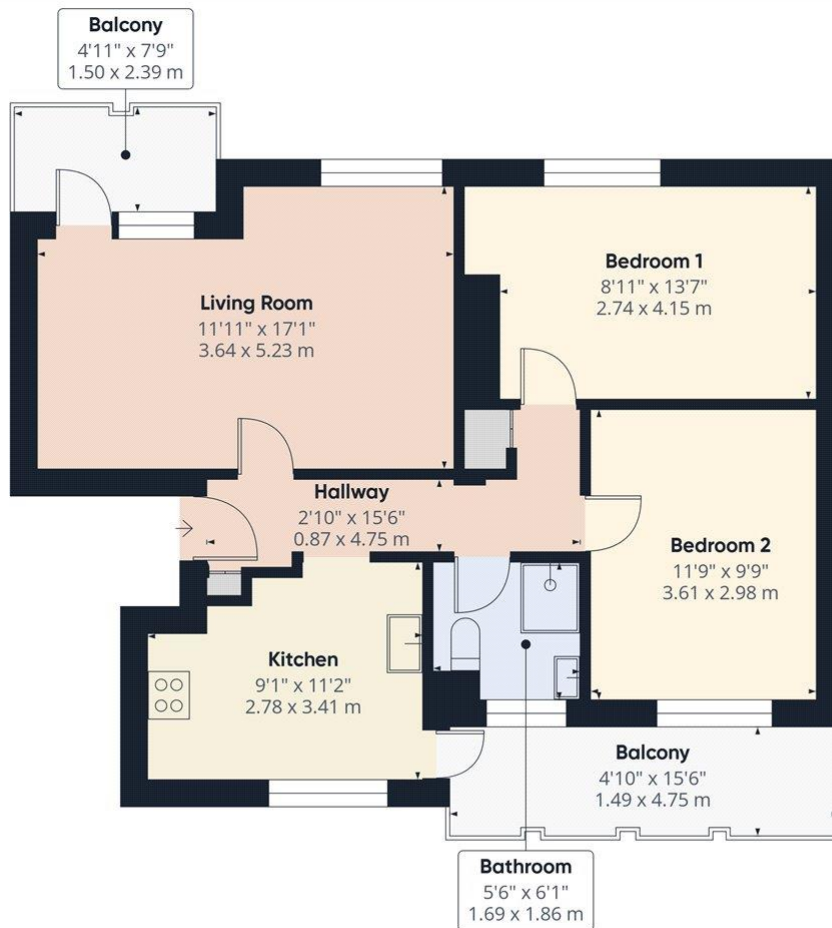 Balcony
4'11" x 7'9"
1.50 x 2.39 m
Living Room
11'11" x 17'1"
3.64 x 5.23 m
Bedroom 1
8'11" x 13'7"
2.74 x 4.15 m
Hallway
2'10" x 15'6"
0.87 x 4.75 m
Bedroom 2
11'9" x 9'9"
3.61 x 2.98 m
Kitchen
9'1" x 11'2"
2.78 x 3.41 m
Balcony
4'10" x 15'6"
1.49 x 4.75 m
Bathroom
5'6" x 6'1"
1.69 x 1.86 m